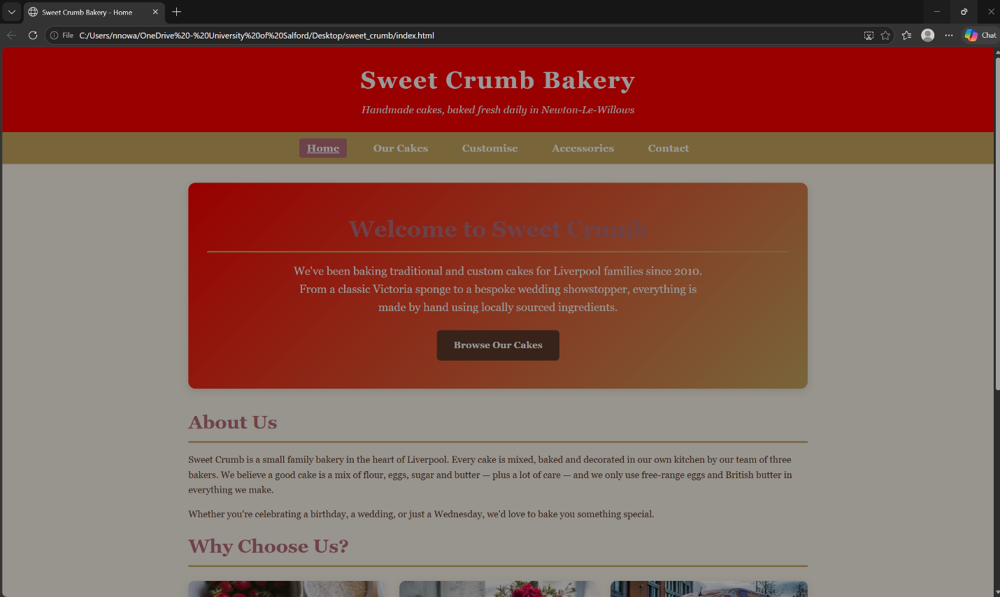 Sweet Crumb Bakery - Home
File C:/Users/nnowa/OneDrive%20-%20University%20of%20Salford/Desktop/sweet_crumb/index.html
Chat
Sweet Crumb Bakery
Handmade cakes, baked fresh daily in Newton-Le-Willows
Home Our Cakes Customise Accessories Contact
Welcome to Sweet Crumb
We've been baking traditional and custom cakes for Liverpool families since 2010.
From a classic Victoria sponge to a bespoke wedding showstopper, everything is
made by hand using locally sourced ingredients.
Browse Our Cakes
About Us
Sweet Crumb is a small family bakery in the heart of Liverpool. Every cake is mixed, baked and decorated in our own kitchen by our team of three
bakers. We believe a good cake is a mix of flour, eggs, sugar and butter — plus a lot of care — and we only use free-range eggs and British butter in
everything we make.
Whether you're celebrating a birthday, a wedding, or just a Wednesday, we'd love to bake you something special.
Why Choose Us?